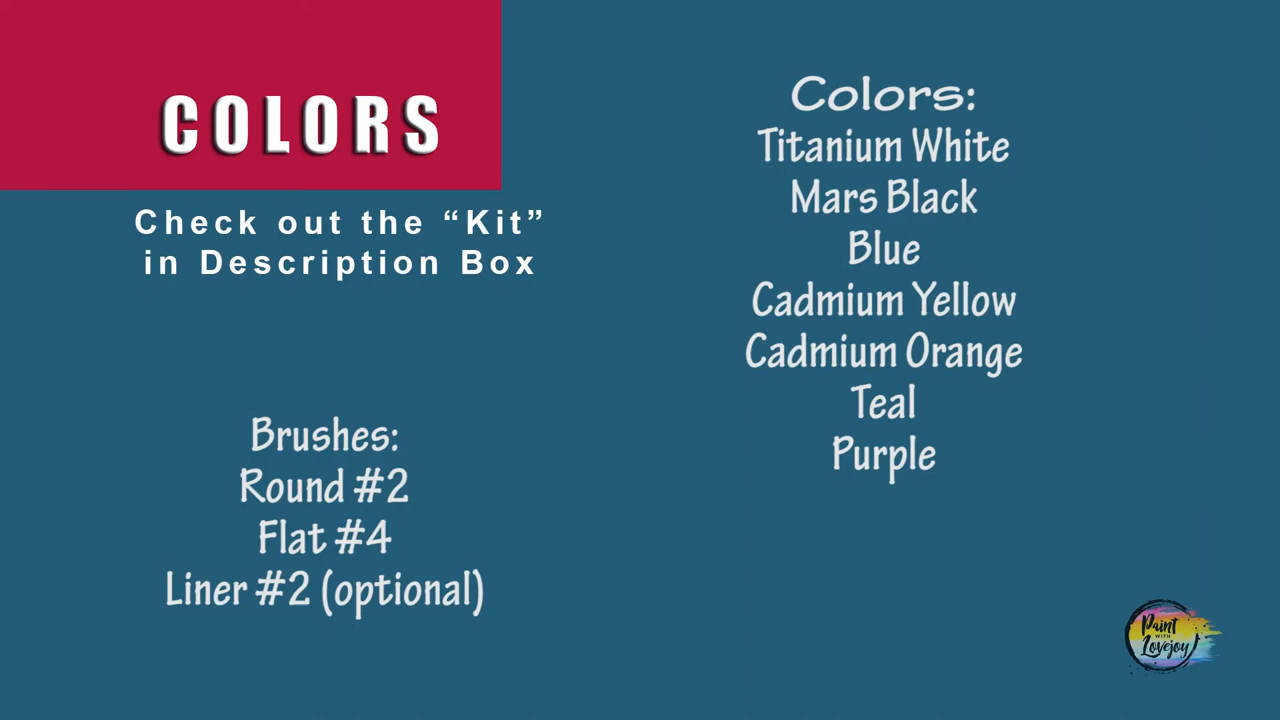 COLORS
Check out the “Kit”
in Description Box
Brushes:
Round #2
Flat #4
Liner #2 (optional)
Colors:
Titanium White
Mars Black
Blue
Cadmium Yellow
Cadmium Orange
Teal
Purple
Paint
WITH
Lovejoy